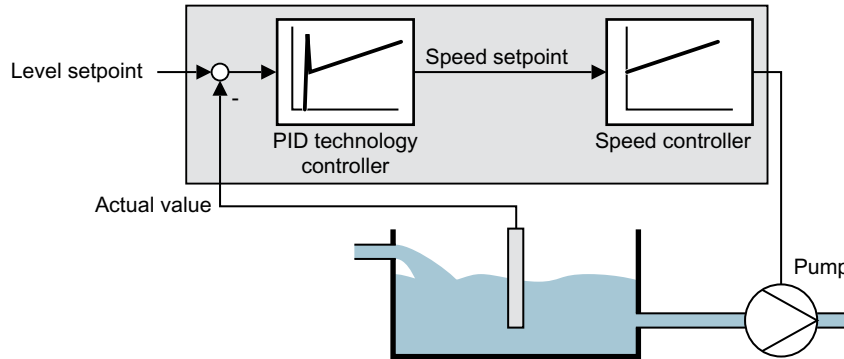 Level setpoint
-
PID technology
controller
Speed setpoint
Speed controller
Actual value
Pump